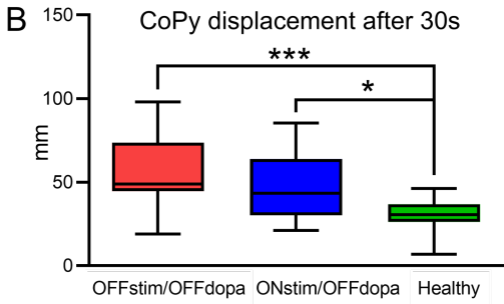 B
CoPy displacement after 30s
150
***
*
100
mm
50
0
OFFstim/OFFdopa ONstim/OFFdopa Healthy